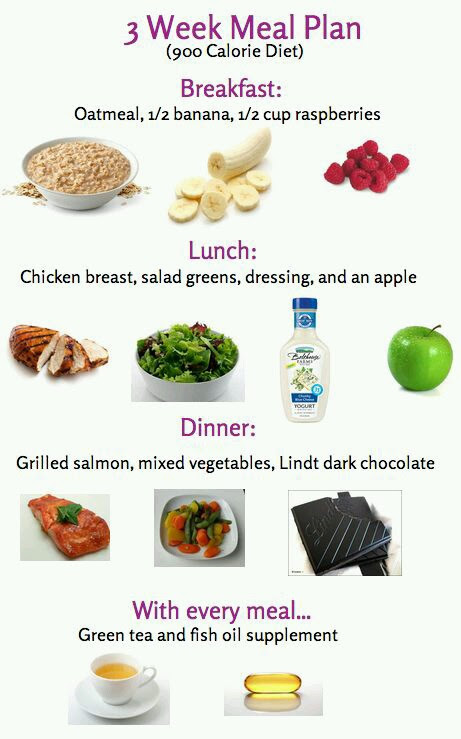 3 Week Meal Plan
(900 Calorie Diet)
Breakfast:
Oatmeal, 1/2 banana, 1/2 cup raspberries
Lunch:
Chicken breast, salad greens, dressing, and an apple
Bolthouse
FARMS
Chunky
Blue Cheese
YOGURT
Dinner:
Grilled salmon, mixed vegetables, Lindt dark chocolate
Lindt
With every meal...
Green tea and fish oil supplement